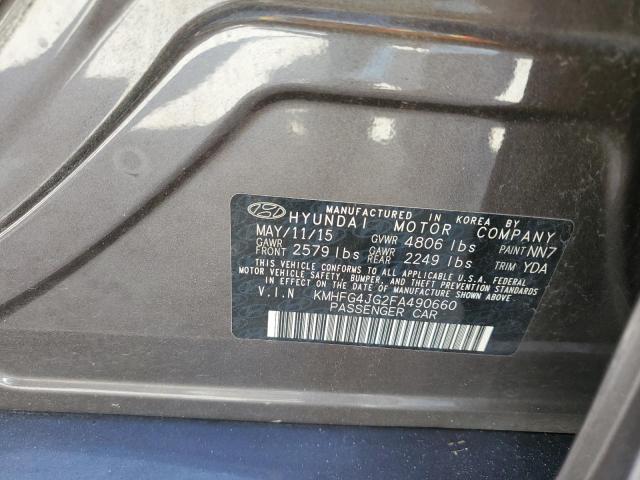 MANUFACTURED IN KOREA BY
HYUNDAI MOTOR COMPANY
MAY/11/15 GVWR 4806 lbs PAINT NN7
GAWR FRONT 2579 lbs GAWR REAR 2249 lbs TRIM YDA
THIS VEHICLE CONFORMS TO ALL APPLICABLE U.S.A. FEDERAL
MOTOR VEHICLE SAFETY, BUMPER, AND THEFT PREVENTION STANDARDS
IN EFFECT ON THE DATE OF MANUFACTURE SHOWN ABOVE.
V.I.N KMHFG4JG2FA490660
PASSENGER CAR